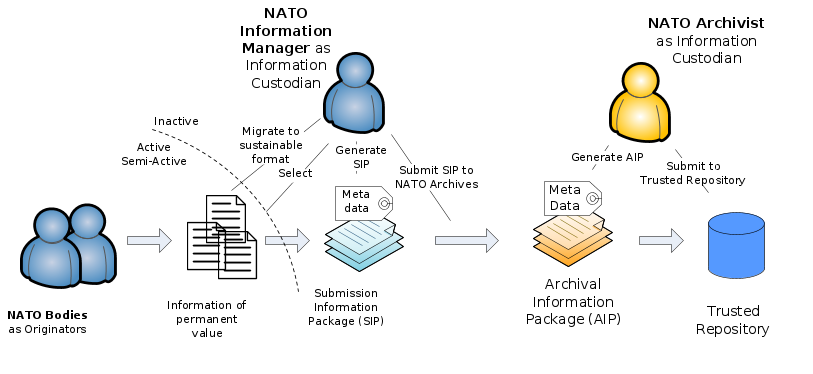 NATO
Information
Manager as
Information
Custodian
NATO Archivist
as Information
Custodian
Inactive
Active
Semi-Active
Migrate to
sustainable
format
Select
Generate
SIP
Submit SIP to
NATO Archives
Generate AIP
Submit to
Trusted Repository
Meta
data
Meta
Data
NATO Bodies
as Originators
Information of
permanent
value
Submission
Information
Package (SIP)
Archival
Information
Package (AIP)
Trusted
Repository